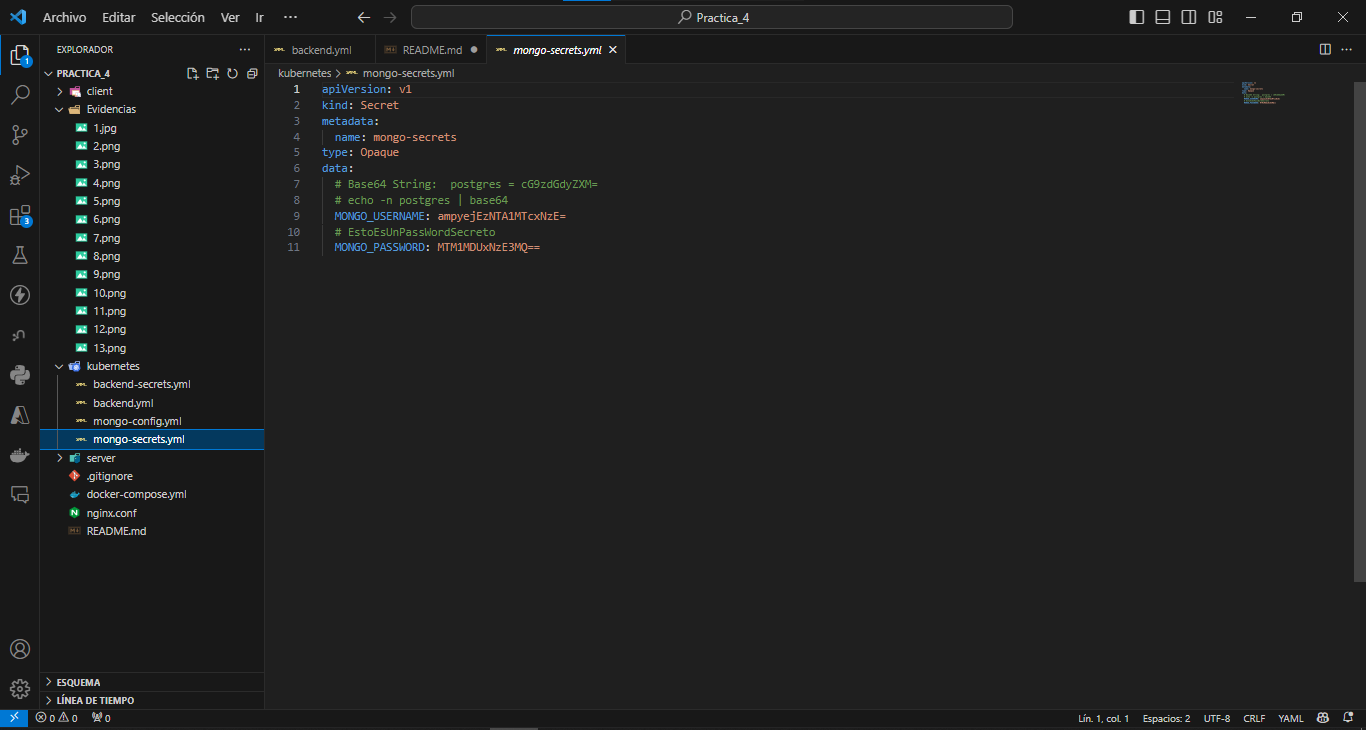 Archivo Editar Selección Ver Ir ···
Practica_4
EXPLORADOR ···
backend.yml
README.md
mongo-secrets.yml
PRACTICA_4
kubernetes > mongo-secrets.yml
client
Evidencias
1.jpg
2.png
3.png
4.png
5.png
6.png
7.png
8.png
9.png
10.png
11.png
12.png
13.png
kubernetes
backend-secrets.yml
backend.yml
mongo-config.yml
mongo-secrets.yml
server
.gitignore
docker-compose.yml
nginx.conf
README.md
ESQUEMA
LÍNEA DE TIEMPO
1 apiVersion: v1
2 kind: Secret
3 metadata:
4 name: mongo-secrets
5 type: Opaque
6 data:
7 # Base64 String:  postgres = cG9zdGdyZXM=
8 # echo -n postgres | base64
9 MONGO_USERNAME: ampyejEzNTA1MTcxNzE=
10 # EstoEsUnPassWordSecreto
11 MONGO_PASSWORD: MTM1MDUxNzE3MQ==
1
3
0 0 0
Lín. 1, col. 1 Espacios: 2 UTF-8 CRLF YAML